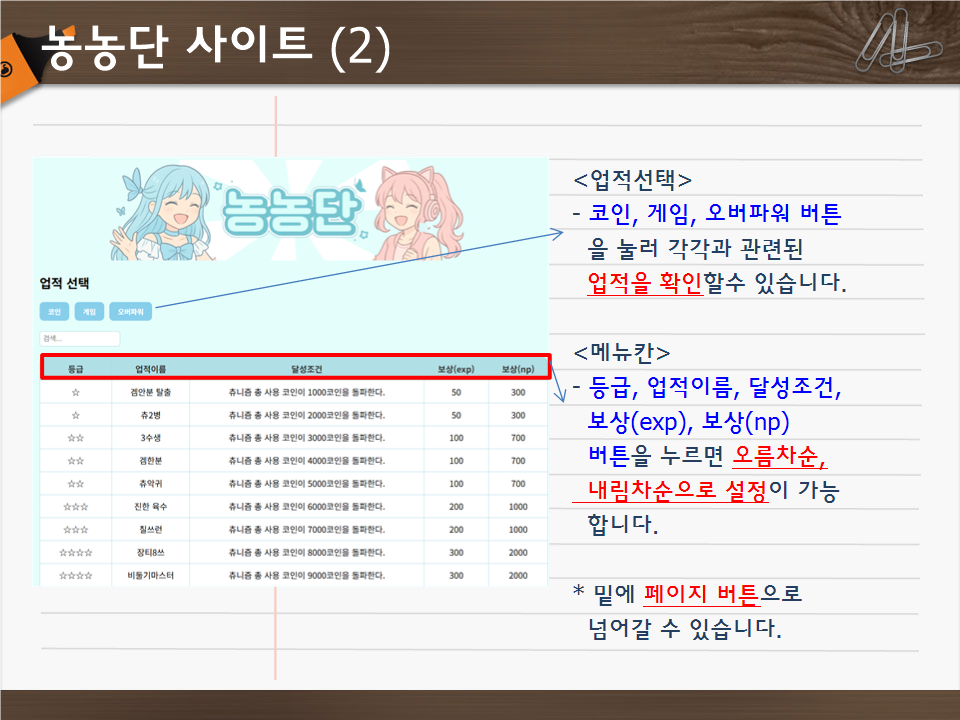 농농단 사이트 (2)
농농단
업적 선택
코인 게임 오버파워
검색...
등급 업적이름 달성조건 보상(exp) 보상(np)
☆ 겜안분 탈출 츄니즘 총 사용 코인이 1000코인을 돌파한다. 50 300
☆ 츄2병 츄니즘 총 사용 코인이 2000코인을 돌파한다. 50 300
☆☆ 3수생 츄니즘 총 사용 코인이 3000코인을 돌파한다. 100 700
☆☆ 겜한분 츄니즘 총 사용 코인이 4000코인을 돌파한다. 100 700
☆☆ 츄악귀 츄니즘 총 사용 코인이 5000코인을 돌파한다. 100 700
☆☆☆ 진한 육수 츄니즘 총 사용 코인이 6000코인을 돌파한다. 200 1000
☆☆☆ 칠쓰런 츄니즘 총 사용 코인이 7000코인을 돌파한다. 200 1000
☆☆☆☆ 장티8쓰 츄니즘 총 사용 코인이 8000코인을 돌파한다. 300 2000
☆☆☆☆ 비둘기마스터 츄니즘 총 사용 코인이 9000코인을 돌파한다. 300 2000
<업적선택>
- 코인, 게임, 오버파워 버튼
을 눌러 각각과 관련된
업적을 확인할수 있습니다.
<메뉴칸>
- 등급, 업적이름, 달성조건,
보상(exp), 보상(np)
버튼을 누르면 오름차순,
내림차순으로 설정이 가능
합니다.
* 밑에 페이지 버튼으로
넘어갈 수 있습니다.